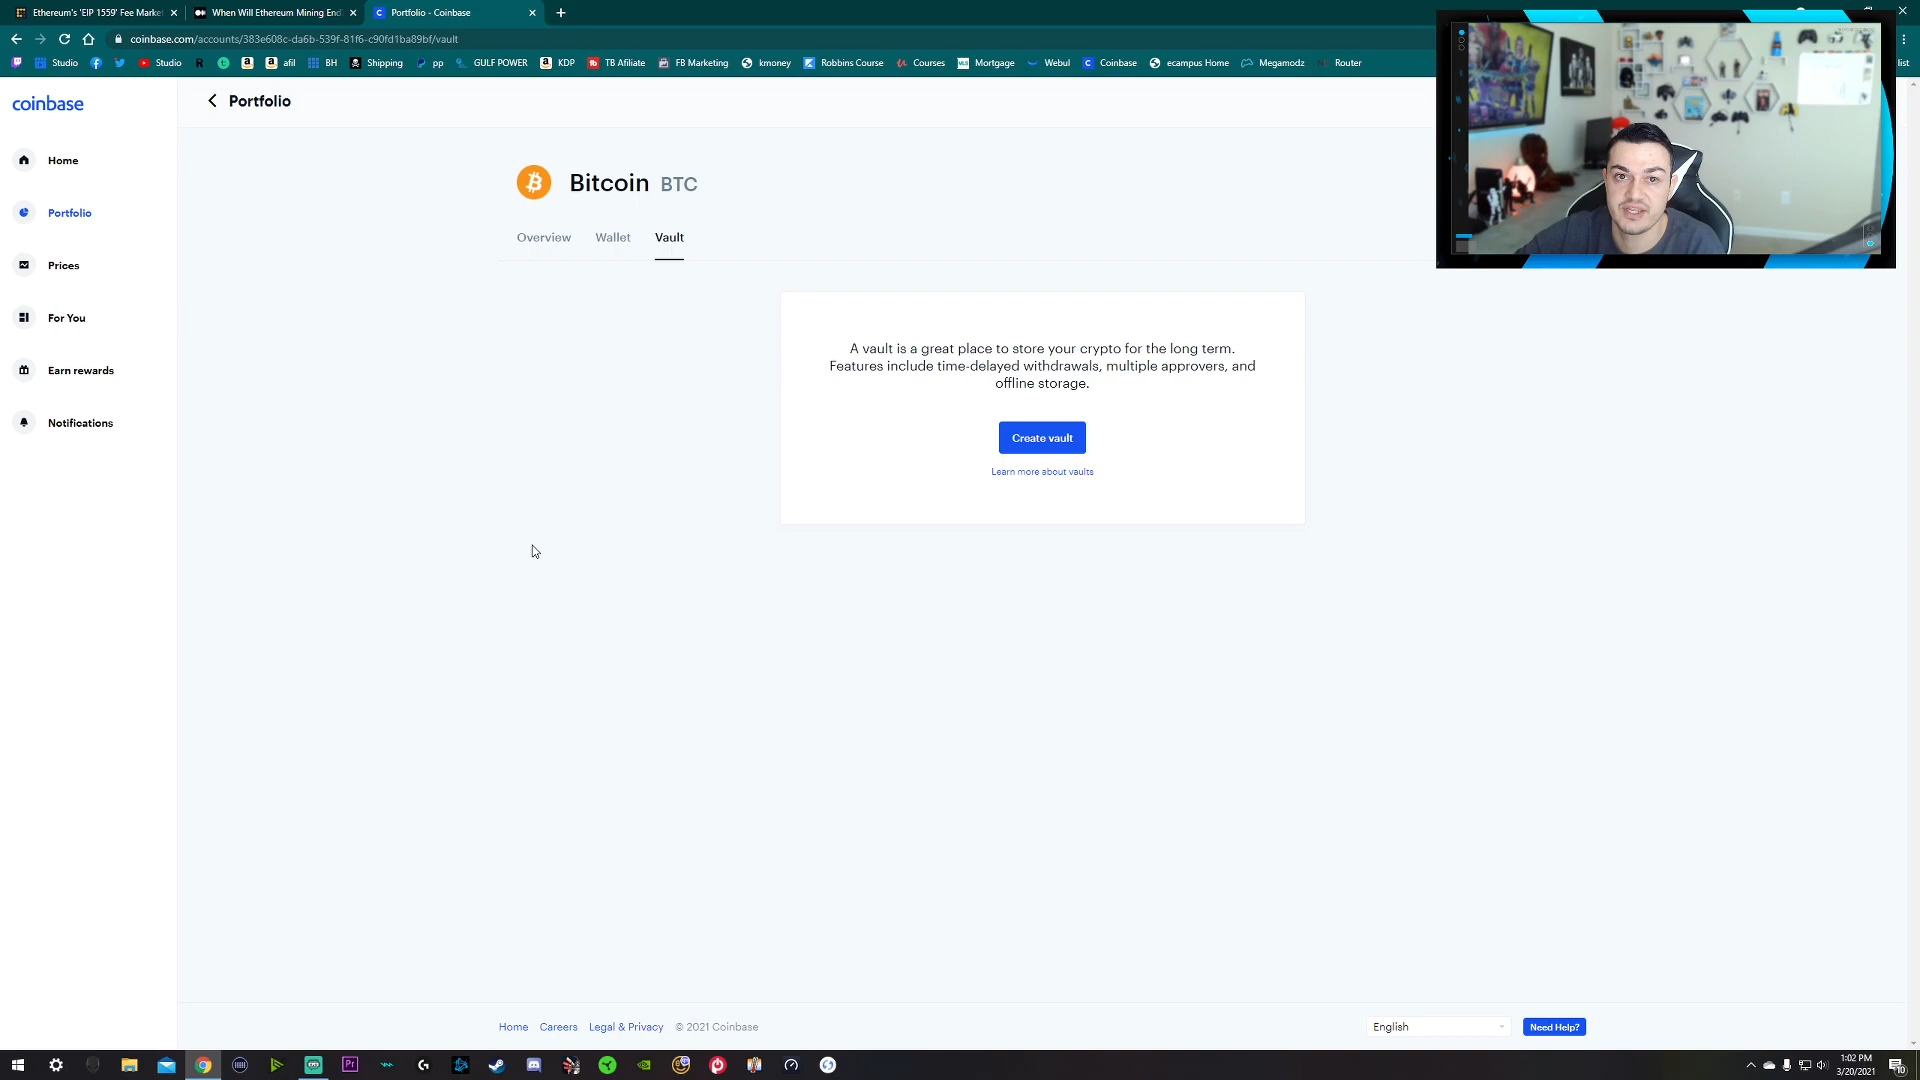 Ethereum's 'EIP 1559' Fee Market
When Will Ethereum Mining End
Portfolio - Coinbase
coinbase.com/accounts/383e608c-da6b-539f-81f6-c90fd1ba89bf/vault
Studio
Studio
afil
BH
Shipping
pp
GULF POWER
KDP
TB Afiliate
FB Marketing
kmoney
Robbins Course
Courses
Mortgage
Webul
Coinbase
ecampus Home
Megamodz
Router
list
coinbase
Portfolio
Home
Portfolio
Prices
For You
Earn rewards
Notifications
Bitcoin BTC
Overview Wallet Vault
A vault is a great place to store your crypto for the long term.
Features include time-delayed withdrawals, multiple approvers, and
offline storage.
Create vault
Learn more about vaults
Home Careers Legal & Privacy © 2021 Coinbase
English
Need Help?
1:02 PM
3/20/2021